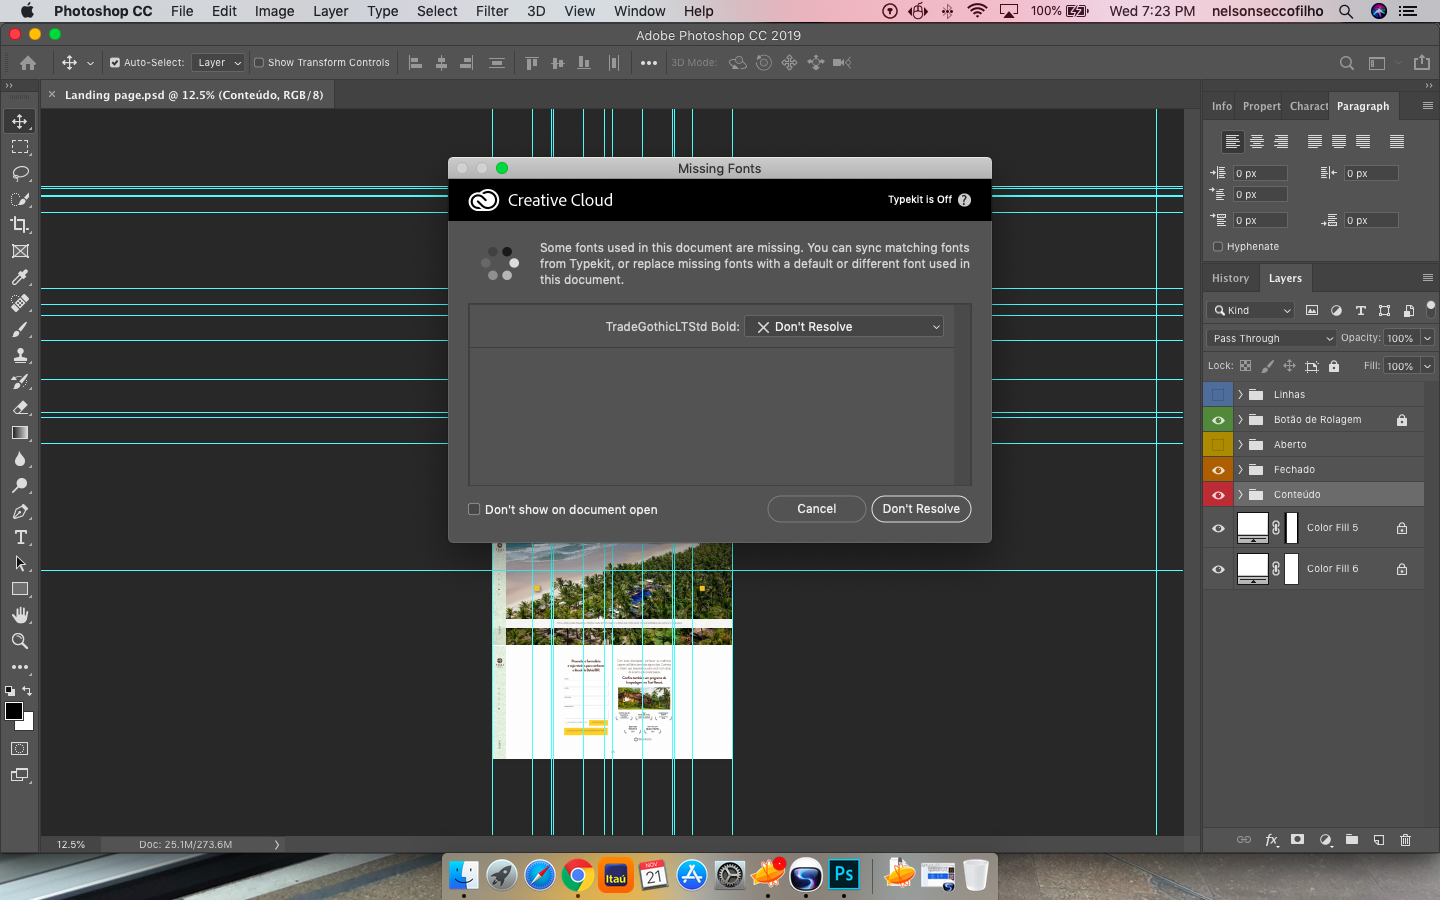 Photoshop CC File Edit Image Layer Type Select Filter 3D View Window Help 100% Wed 7:23 PM nelsonseccofilho
Adobe Photoshop CC 2019
Auto-Select: Layer Show Transform Controls 3D Mode:
Landing page.psd @ 12.5% (Conteúdo, RGB/8)
Info Propert Charact Paragraph
Missing Fonts
Creative Cloud
Typekit is Off ?
Some fonts used in this document are missing. You can sync matching fonts
from Typekit, or replace missing fonts with a default or different font used in
this document.
TradeGothicLTStd Bold: Don't Resolve
Don't show on document open
Cancel Don't Resolve
0 px 0 px
0 px
0 px 0 px
Hyphenate
History Layers
Kind
Pass Through Opacity: 100%
Lock: Fill: 100%
Linhas
Botão de Rolagem
Aberto
Fechado
Conteúdo
Color Fill 5
Color Fill 6
fx
12.5% Doc: 25.1M/273.6M
Itaú
NOV
21
Ps